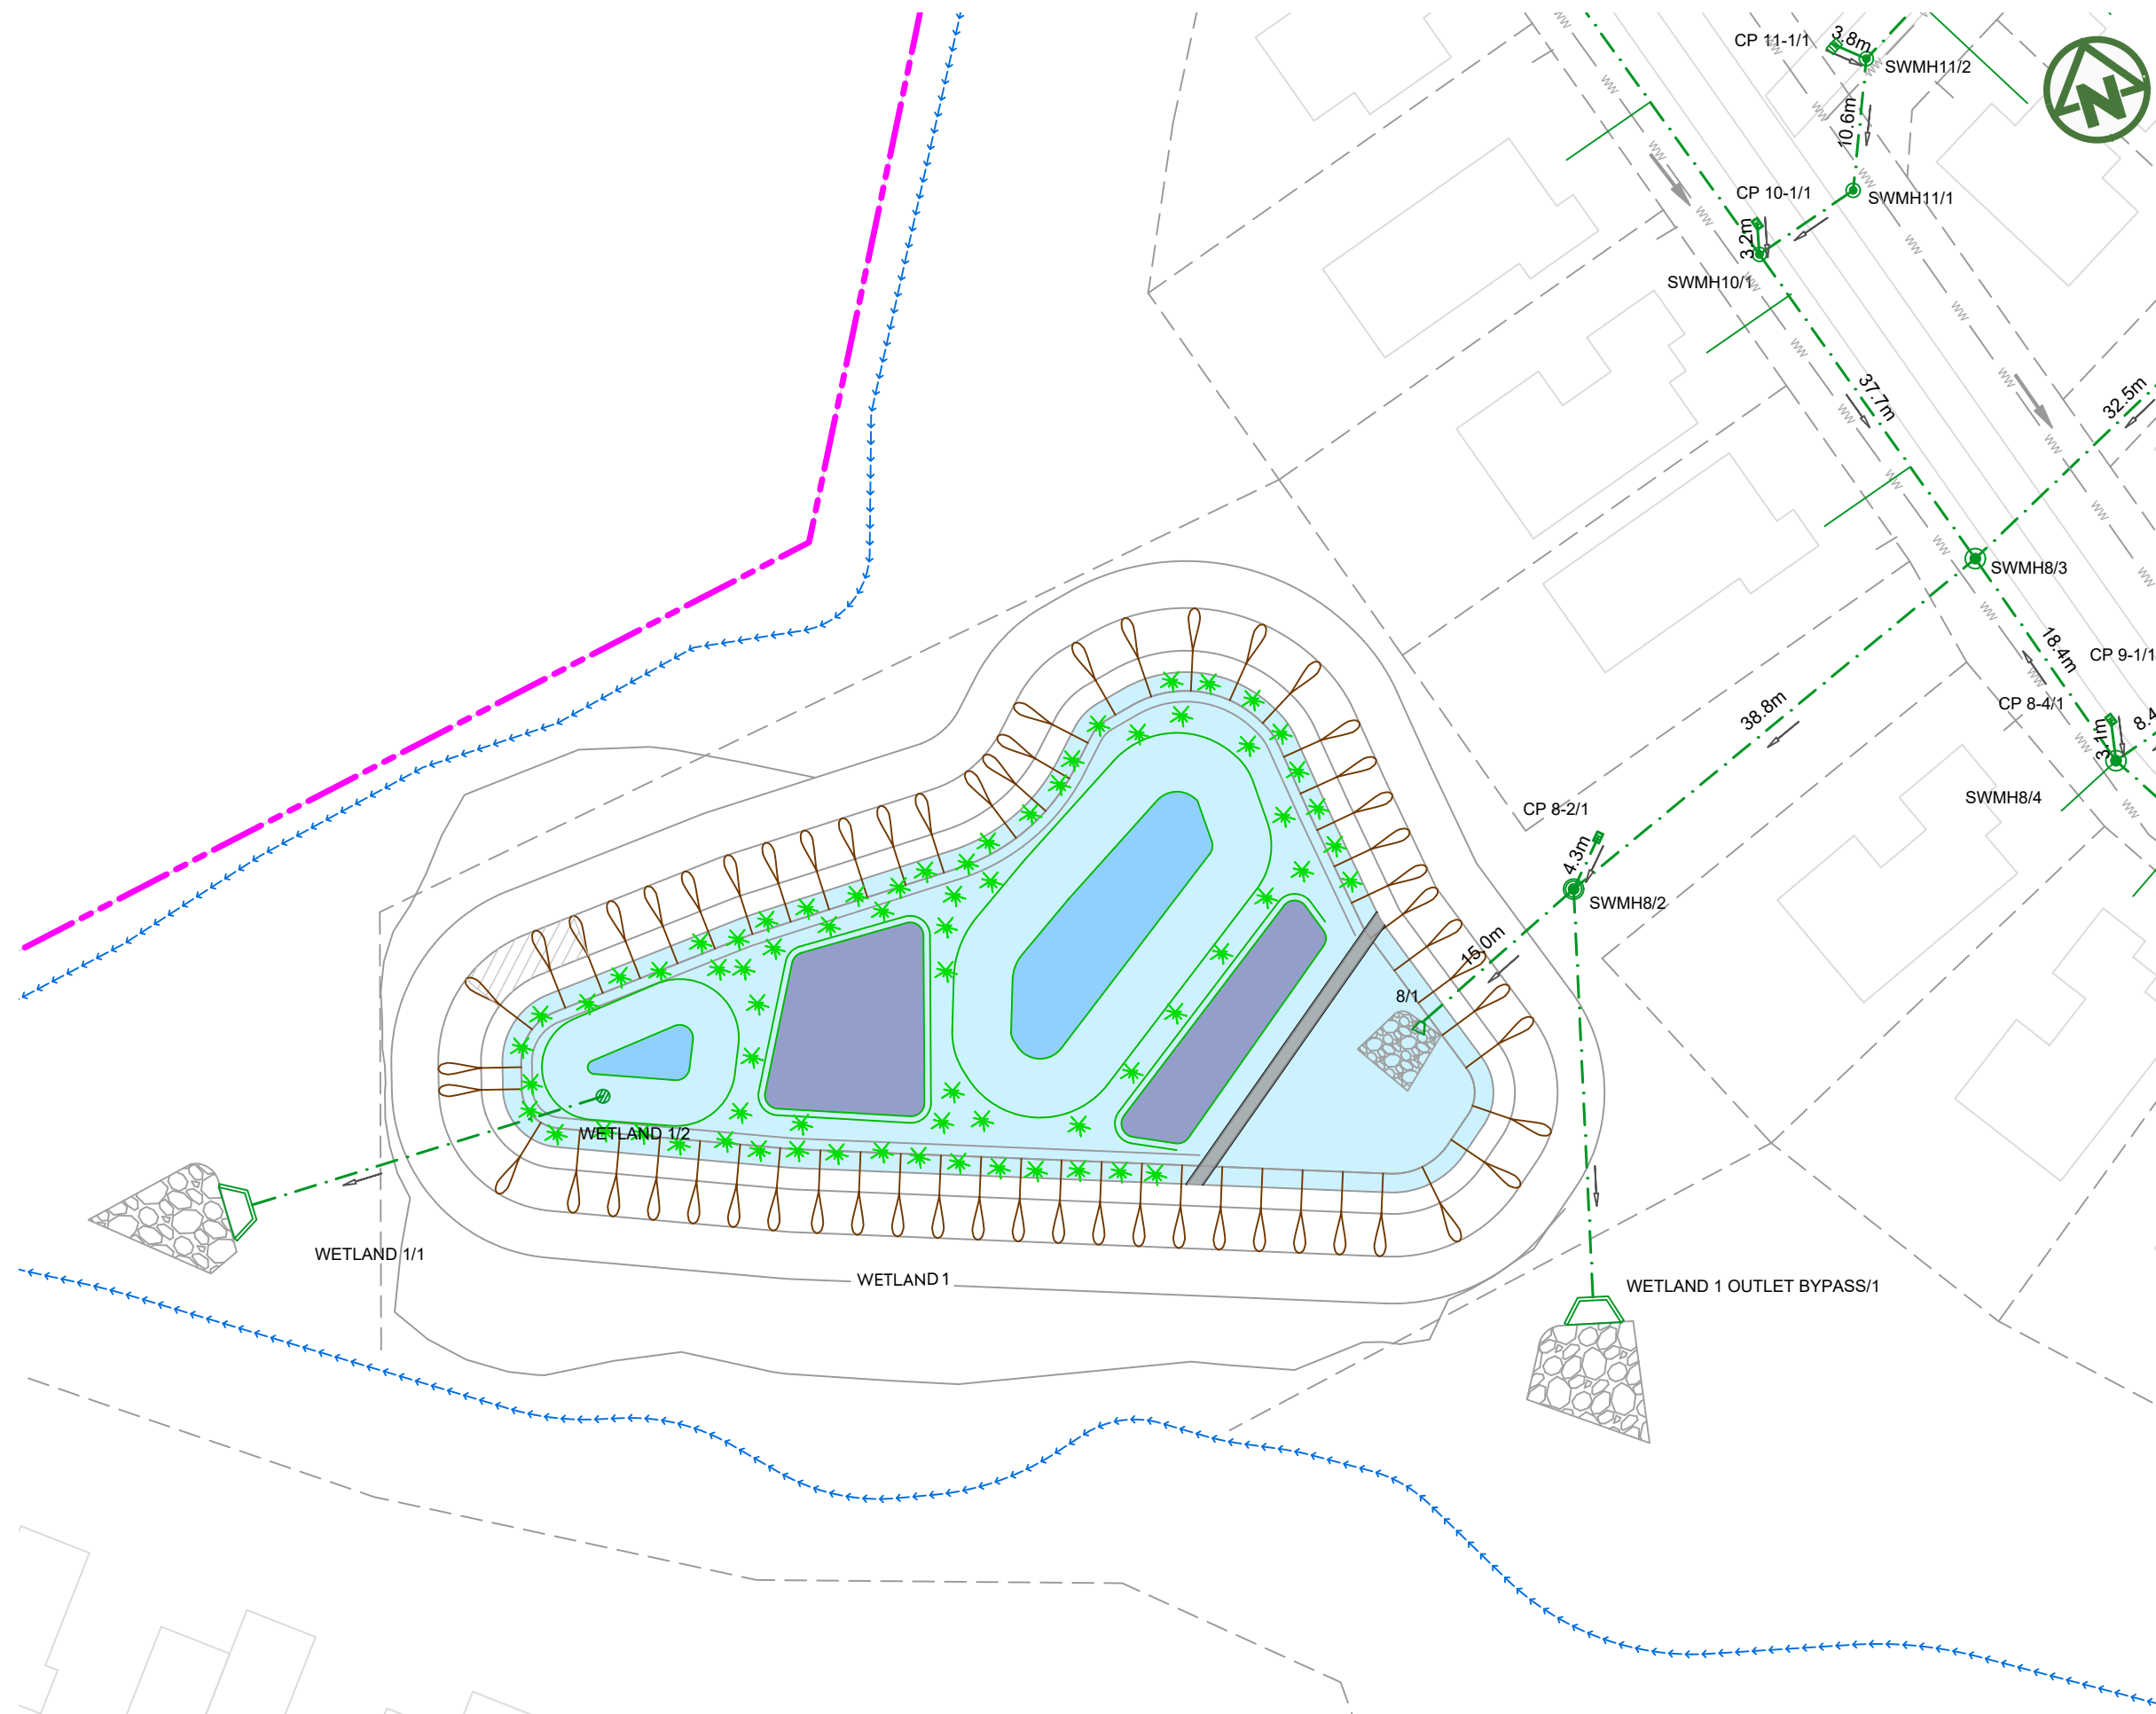 CP 11-1/1
3.8m
SWMH11/2
N
10.6m
CP 10-1/1
SWMH11/1
3.2m
SWMH10/1
37.7m
32.5m
SWMH8/3
18.4m
CP 9-1/1
38.8m
CP 8-4/1
3.1m
8.4
SWMH8/4
CP 8-2/1
4.3m
SWMH8/2
15.0m
8/1
WETLAND 1/2
WETLAND 1/1
WETLAND 1
WETLAND 1 OUTLET BYPASS/1